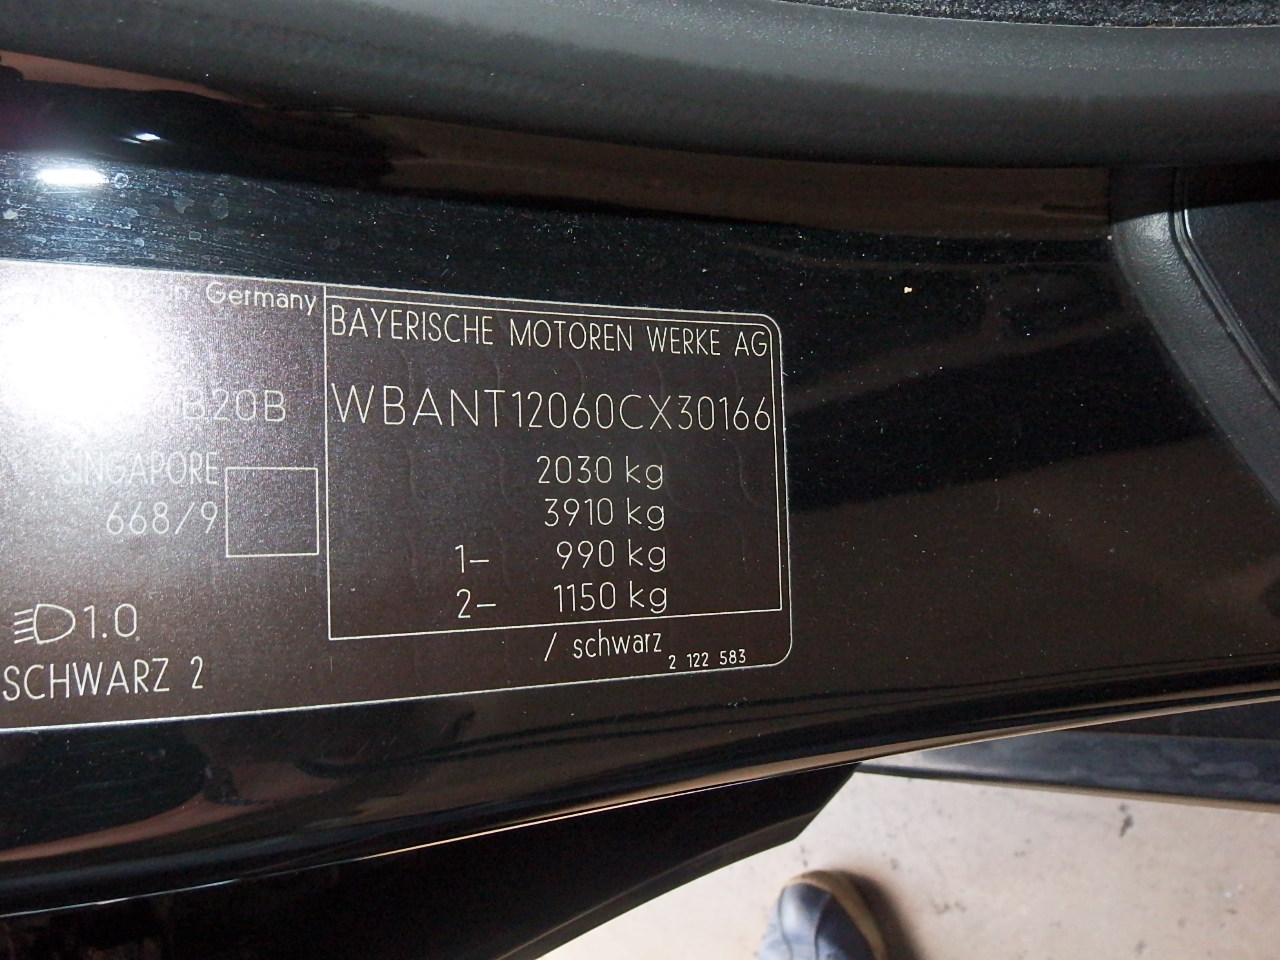 in Germany
B20B
SINGAPORE
668/9
1.0
SCHWARZ 2
BAYERISCHE MOTOREN WERKE AG
WBANT12060CX30166
2030 kg
3910 kg
1- 990 kg
2- 1150 kg
/ schwarz
2 122 583